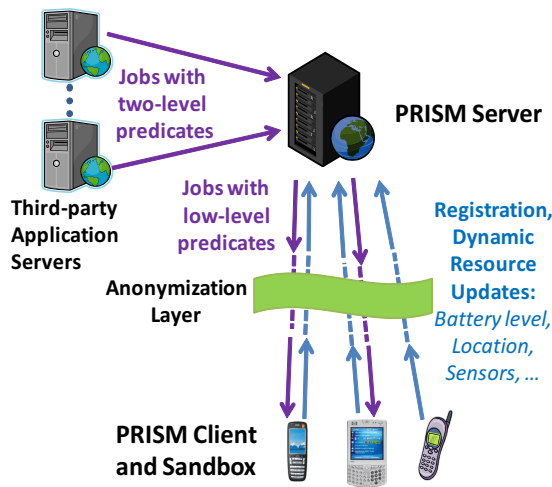 Jobs with
two-level
predicates
PRISM Server
Third-party
Application
Servers
Jobs with
low-level
predicates
Registration,
Dynamic
Resource
Updates:
Battery level,
Location,
Sensors, ...
Anonymization
Layer
PRISM Client
and Sandbox